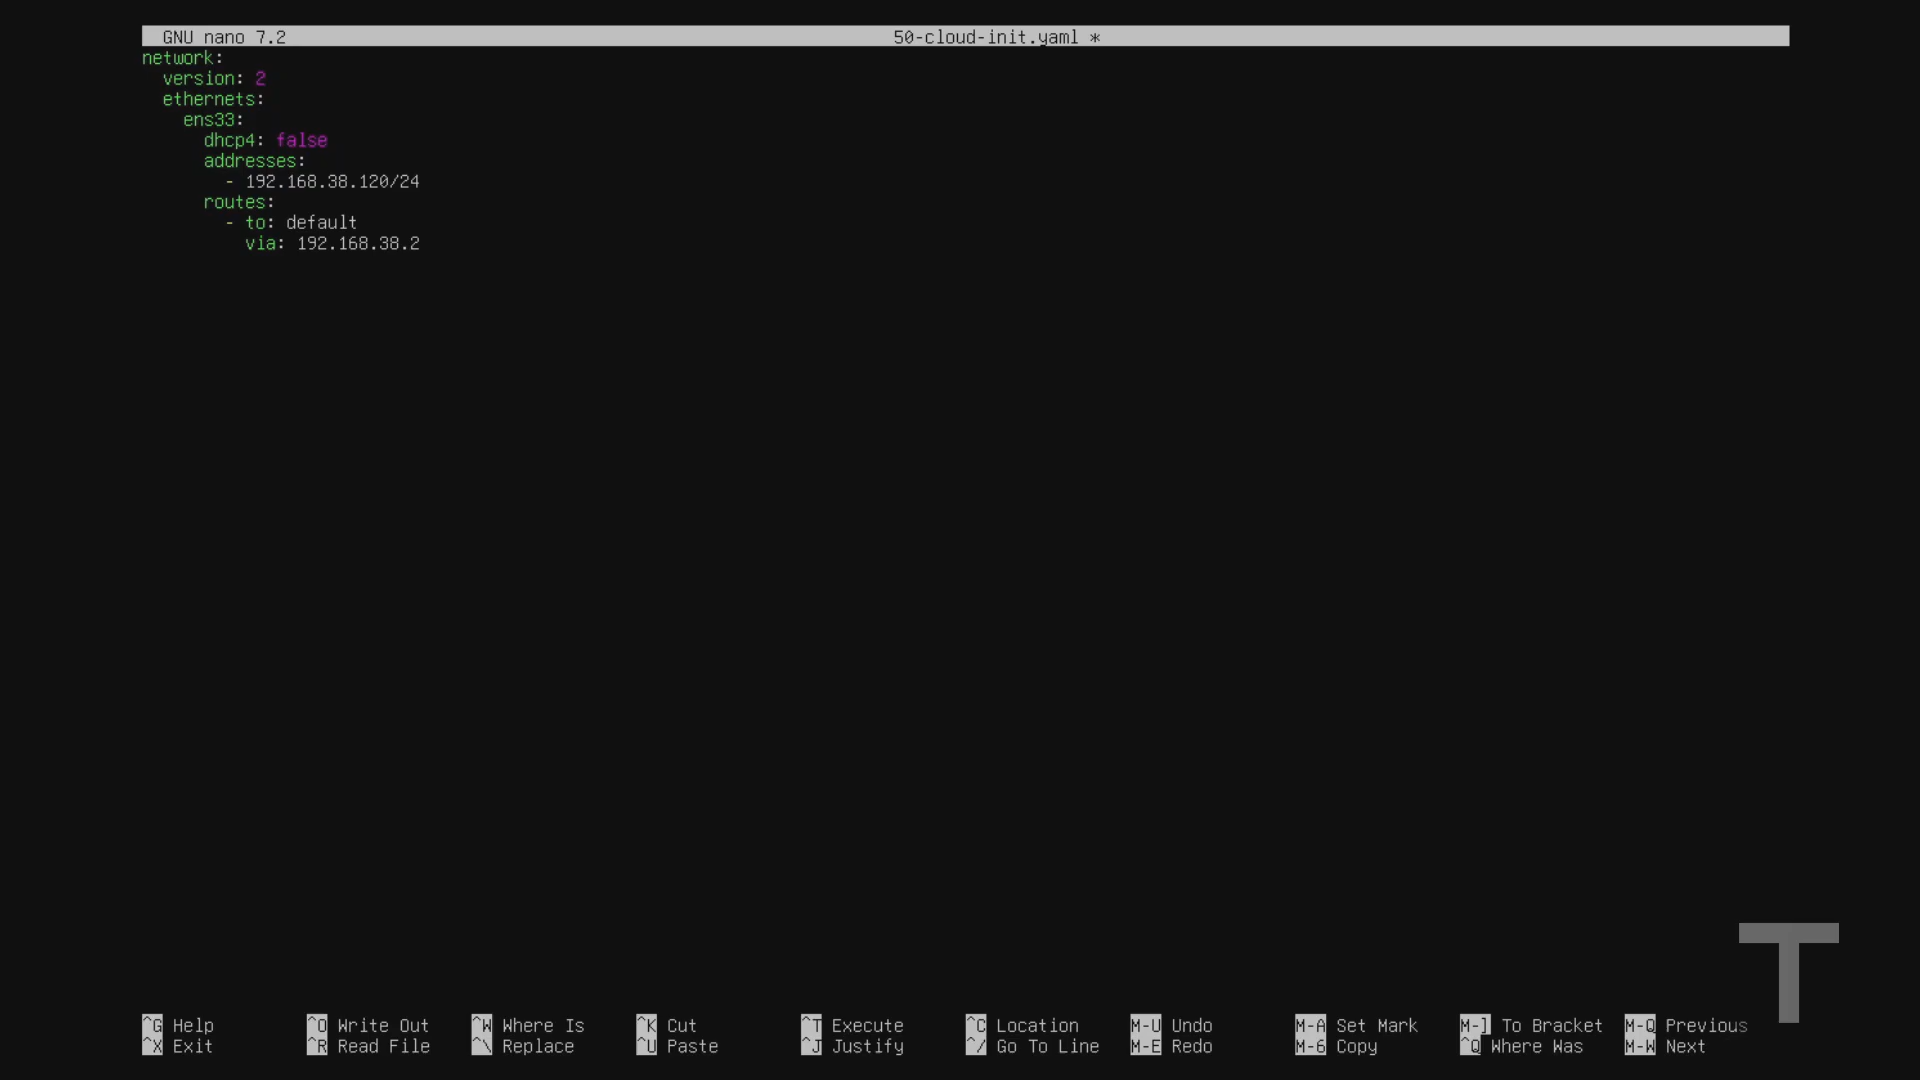 GNU nano 7.2 50-cloud-init.yaml *
network:
  version: 2
  ethernets:
    ens33:
      dhcp4: false
      addresses:
        - 192.168.38.120/24
      routes:
        - to: default
          via: 192.168.38.2
T
^G Help ^O Write Out ^W Where Is ^K Cut ^T Execute ^C Location M-U Undo M-A Set Mark M-] To Bracket M-Q Previous
^X Exit ^R Read File ^\ Replace ^U Paste ^J Justify ^/ Go To Line M-E Redo M-6 Copy ^Q Where Was M-W Next